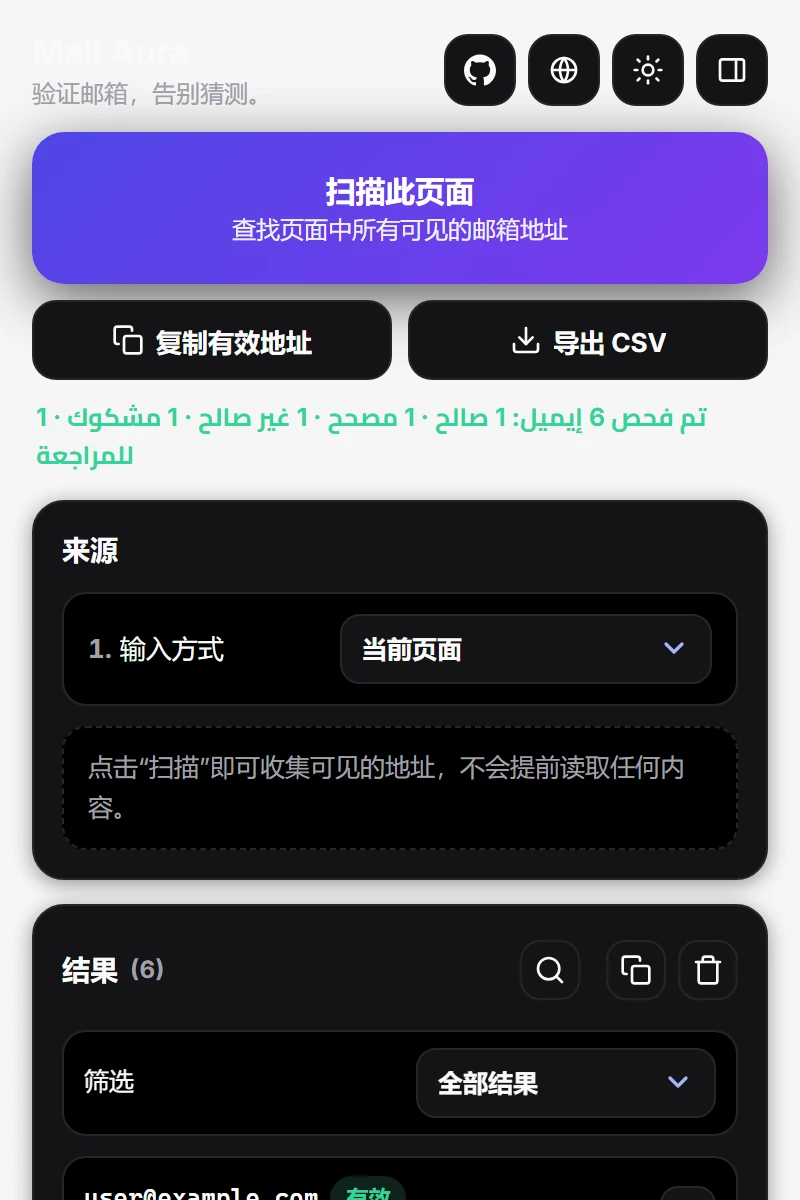 Mail Aura
验证邮箱，告别猜测。
扫描此页面
查找页面中所有可见的邮箱地址
复制有效地址
导出 CSV
تم فحص 6 إيميل: 1 صالح · 1 مصحح · 1 غير صالح · 1 مشكوك · 1
للمراجعة
来源
1. 输入方式
当前页面
点击“扫描”即可收集可见的地址，不会提前读取任何内
容。
结果 (6)
筛选
全部结果
user@example.com 有效